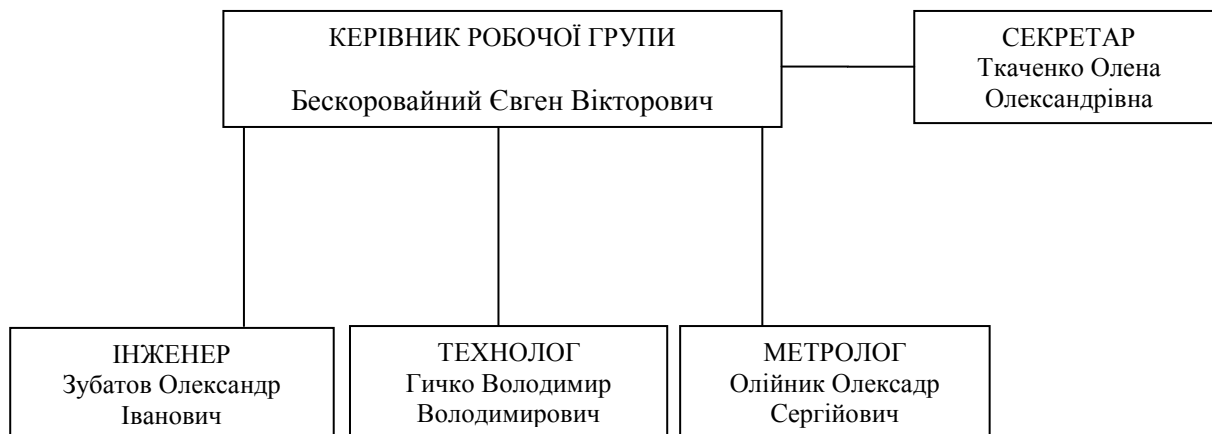 КЕРІВНИК РОБОЧОЇ ГРУПИ
Бескоровайний Євген Вікторович
СЕКРЕТАР
Ткаченко Олена
Олександрівна
ІНЖЕНЕР
Зубатов Олександр
Іванович
ТЕХНОЛОГ
Гичко Володимир
Володимирович
МЕТРОЛОГ
Олійник Олексадр
Сергійович